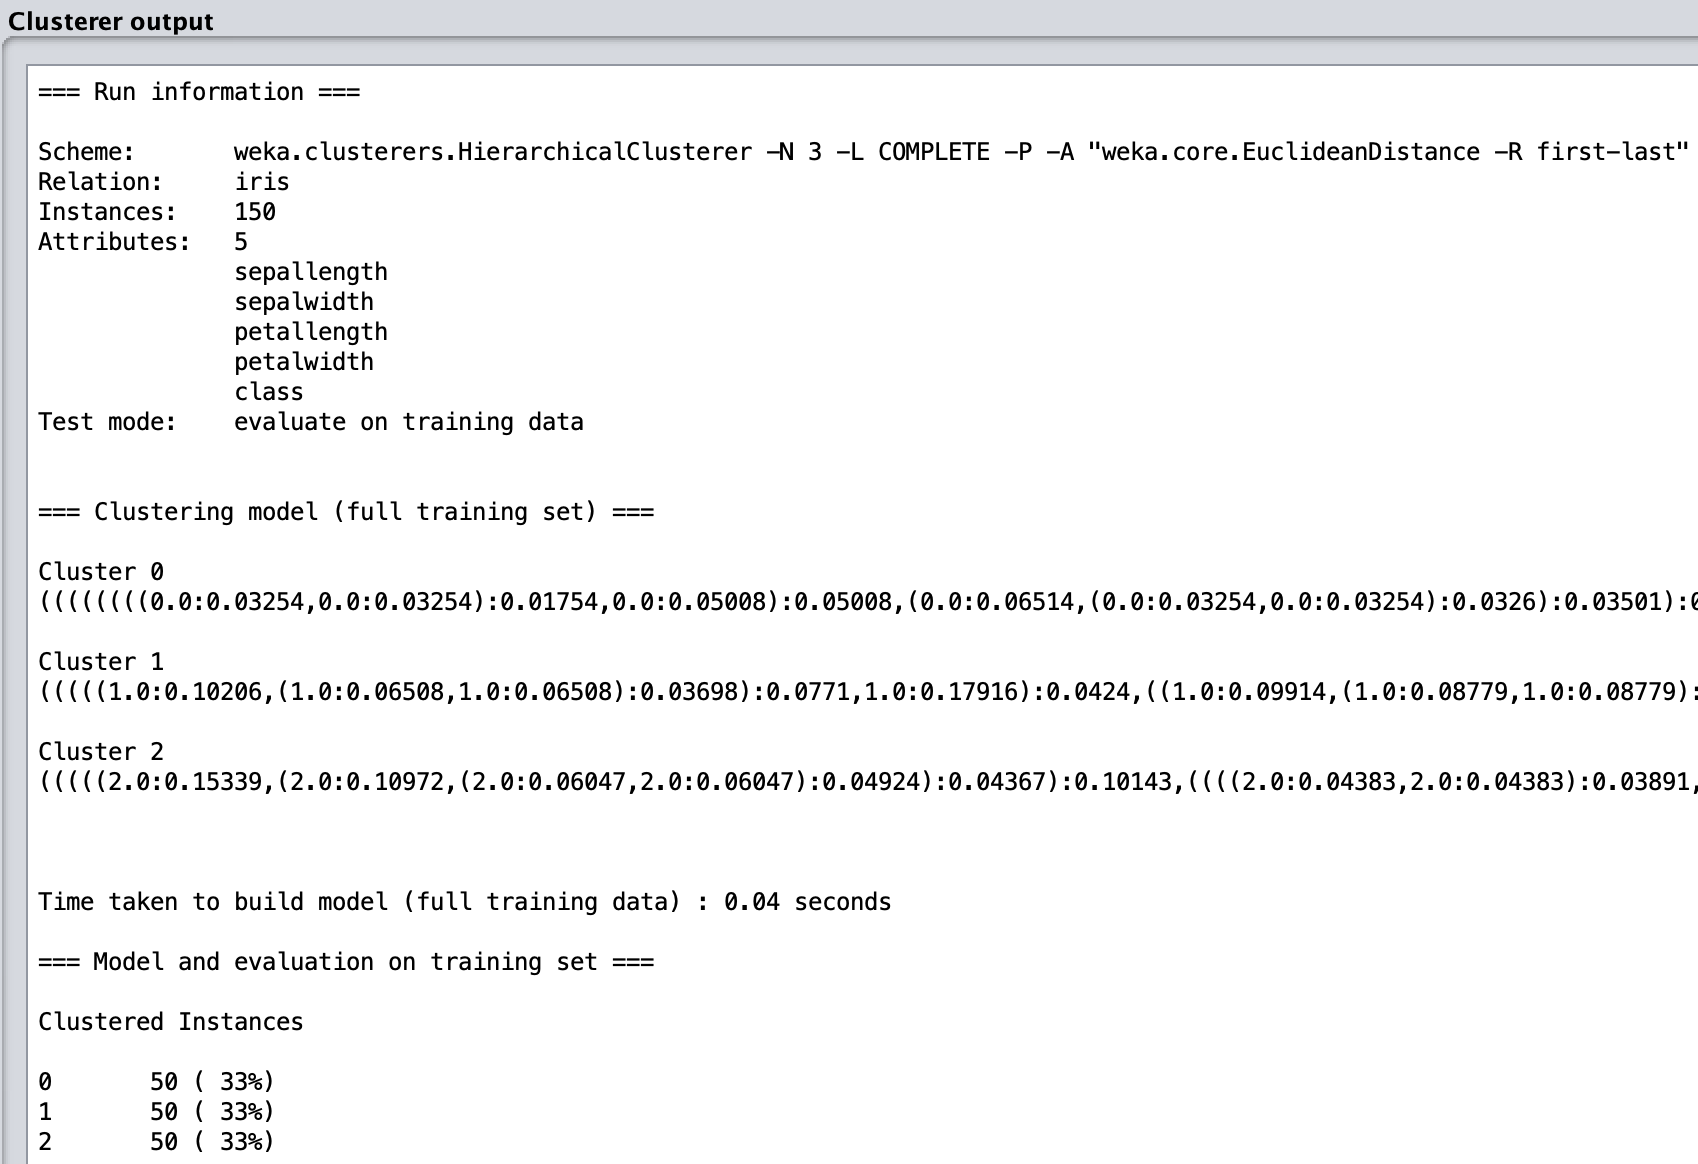 Clusterer output
=== Run information ===
Scheme:       weka.clusterers.HierarchicalClusterer -N 3 -L COMPLETE -P -A "weka.core.EuclideanDistance -R first-last"
Relation:     iris
Instances:    150
Attributes:   5
              sepallength
              sepalwidth
              petallength
              petalwidth
              class
Test mode:    evaluate on training data
=== Clustering model (full training set) ===
Cluster 0
((((((((0.0:0.03254,0.0:0.03254):0.01754,0.0:0.05008):0.05008,(0.0:0.06514,(0.0:0.03254,0.0:0.03254):0.0326):0.03501):0
Cluster 1
(((((1.0:0.10206,(1.0:0.06508,1.0:0.06508):0.03698):0.0771,1.0:0.17916):0.0424,((1.0:0.09914,(1.0:0.08779,1.0:0.08779):
Cluster 2
(((((2.0:0.15339,(2.0:0.10972,(2.0:0.06047,2.0:0.06047):0.04924):0.04367):0.10143,((((2.0:0.04383,2.0:0.04383):0.03891,
Time taken to build model (full training data) : 0.04 seconds
=== Model and evaluation on training set ===
Clustered Instances
0       50 ( 33%)
1       50 ( 33%)
2       50 ( 33%)